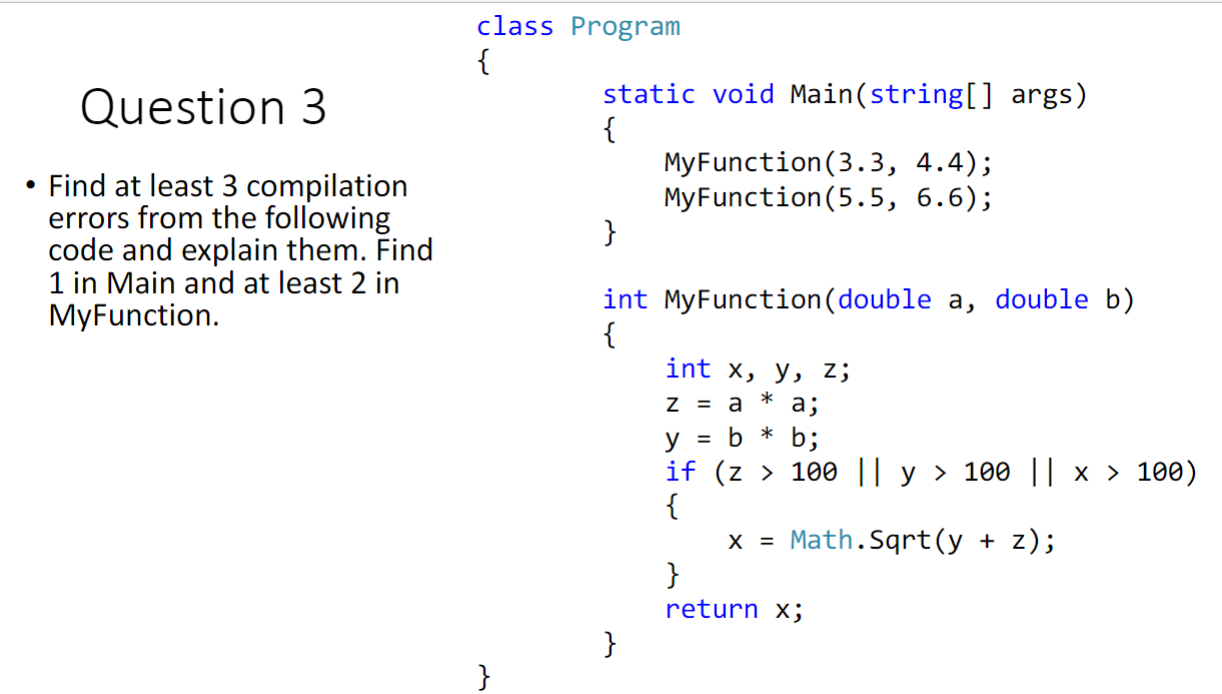 Question 3
• Find at least 3 compilation
errors from the following
code and explain them. Find
1 in Main and at least 2 in
MyFunction.
class Program
{
static void Main(string[] args)
{
MyFunction(3.3, 4.4);
MyFunction(5.5, 6.6);
}
int MyFunction(double a, double b)
{
int x, y, z;
z = a * a;
y = b * b;
if (z > 100 || y > 100 || x > 100)
{
x = Math.Sqrt(y + z);
}
return x;
}
}